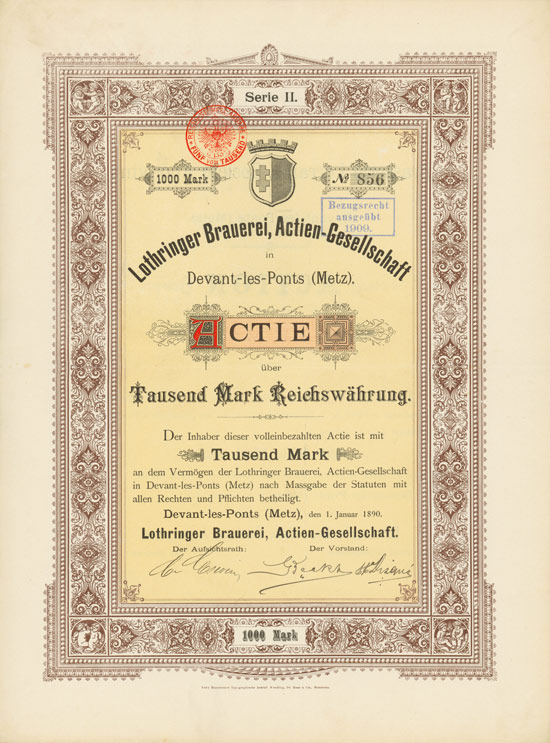 Serie II.
FÜNF VOM TAUSEND
1000 Mark
№ 856
Bezugsrecht
ausgeübt
1909.
Lothringer Brauerei, Actien-Gesellschaft
in
Devant-les-Ponts (Metz).
ACTIE
über
Tausend Mark Reichswährung.
Der Inhaber dieser volleinbezahlten Actie ist mit
Tausend Mark
an dem Vermögen der Lothringer Brauerei, Actien-Gesellschaft
in Devant-les-Ponts (Metz) nach Massgabe der Statuten mit
allen Rechten und Pflichten betheiligt.
Devant-les-Ponts (Metz), den 1. Januar 1890.
Lothringer Brauerei, Actien-Gesellschaft.
Der Aufsichtsrath: Der Vorstand:
1000 Mark